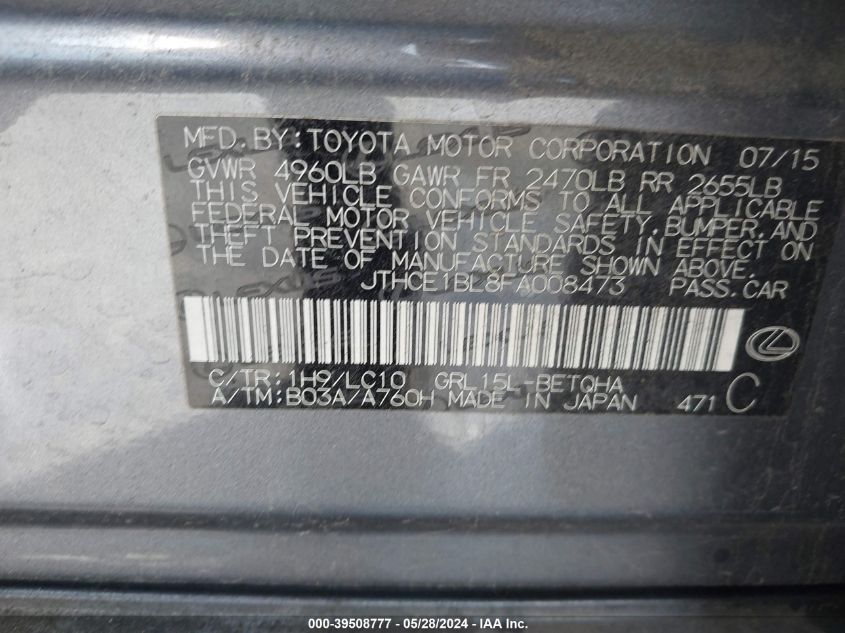 MFD. BY: TOYOTA MOTOR CORPORATION 07/15
GVWR 4960LB GAWR FR 2470LB RR 2655LB
THIS VEHICLE CONFORMS TO ALL APPLICABLE
FEDERAL MOTOR VEHICLE SAFETY, BUMPER, AND
THEFT PREVENTION STANDARDS IN EFFECT ON
THE DATE OF MANUFACTURE SHOWN ABOVE.
JTHCE1BL8FA008473 PASS.CAR
C/TR: 1H9/LC10 GRL15L-BETQHA
A/TM: B03A/A760H MADE IN JAPAN 471 C
000-39508777 - 05/28/2024 - IAA Inc.